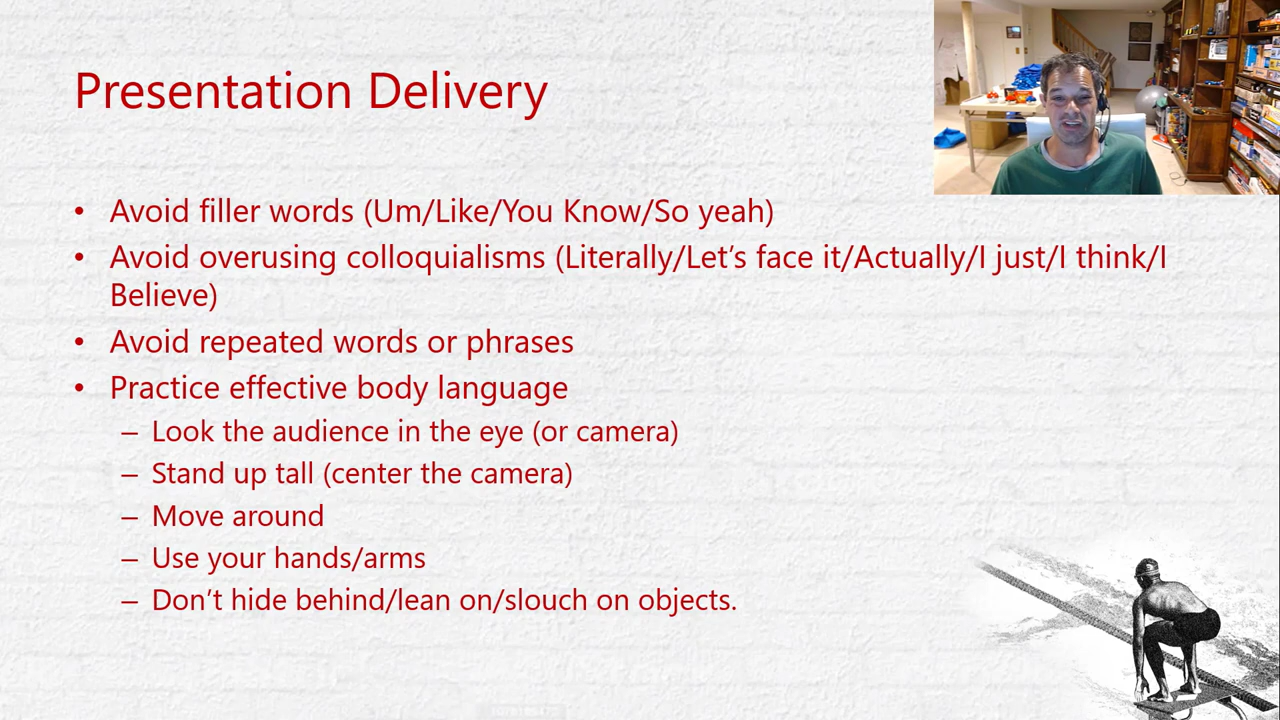 Presentation Delivery
• Avoid filler words (Um/Like/You Know/So yeah)
• Avoid overusing colloquialisms (Literally/Let’s face it/Actually/I just/I think/I
Believe)
• Avoid repeated words or phrases
• Practice effective body language
– Look the audience in the eye (or camera)
– Stand up tall (center the camera)
– Move around
– Use your hands/arms
– Don’t hide behind/lean on/slouch on objects.